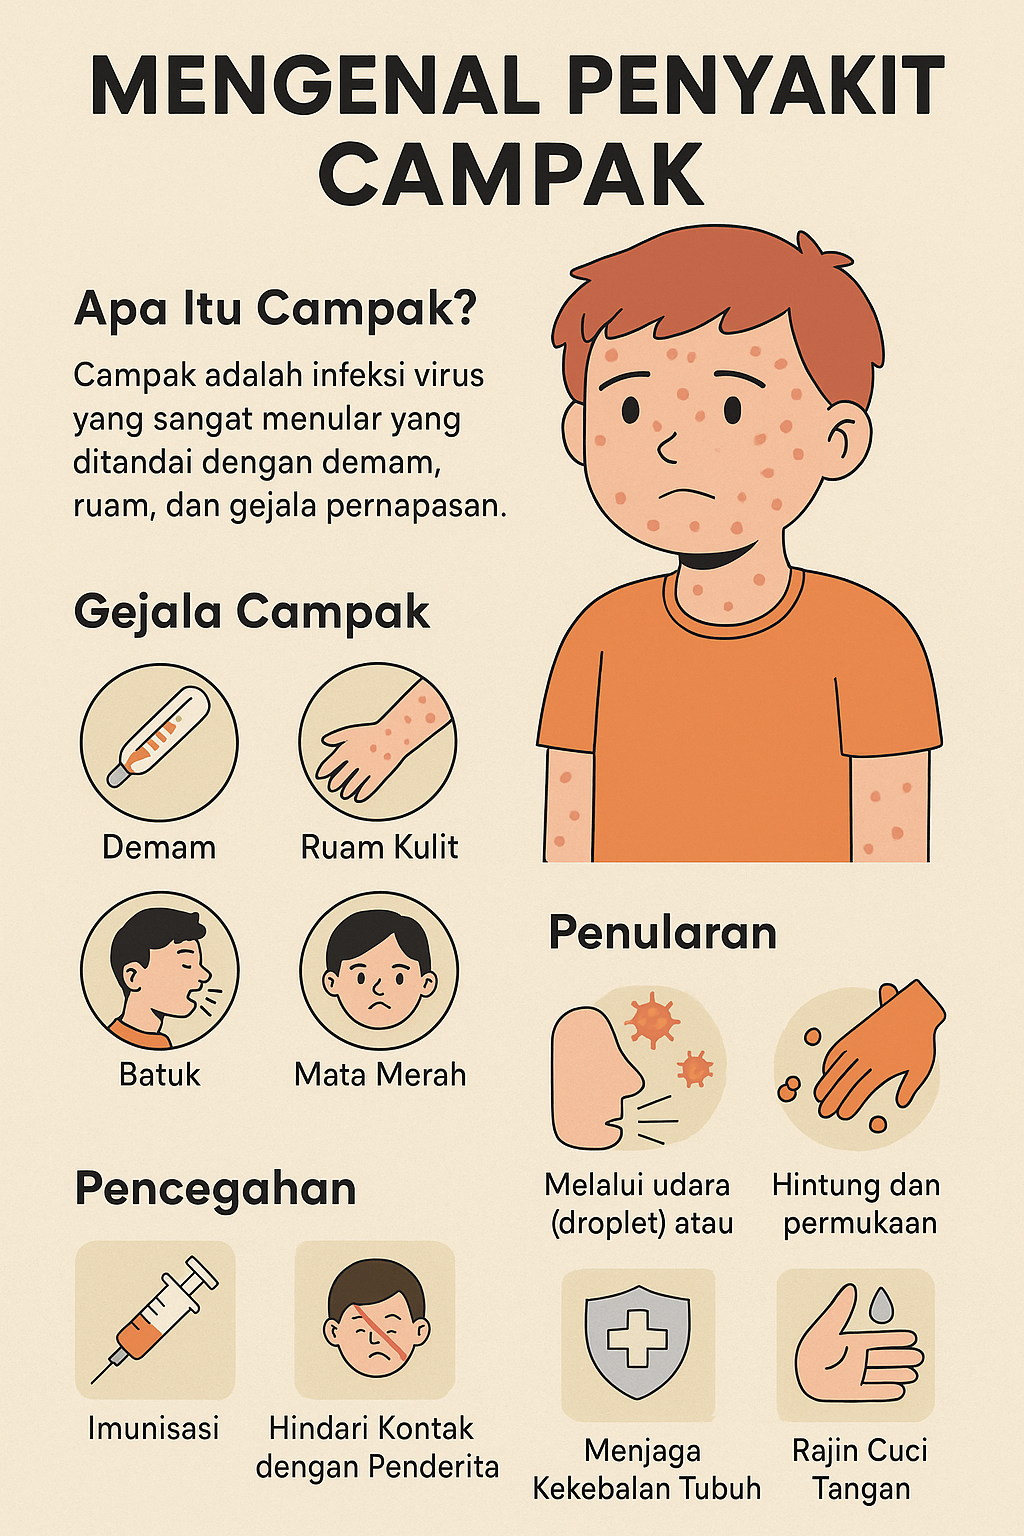 MENGENAL PENYAKIT
CAMPAK
Apa Itu Campak?
Campak adalah infeksi virus
yang sangat menular yang
ditandai dengan demam,
ruam, dan gejala pernapasan.
Gejala Campak
Demam
Ruam Kulit
Batuk
Mata Merah
Penularan
Melalui udara
(droplet) atau
Hintung dan
permukaan
Pencegahan
Imunisasi
Hindari Kontak
dengan Penderita
Menjaga
Kekebalan Tubuh
Rajin Cuci
Tangan